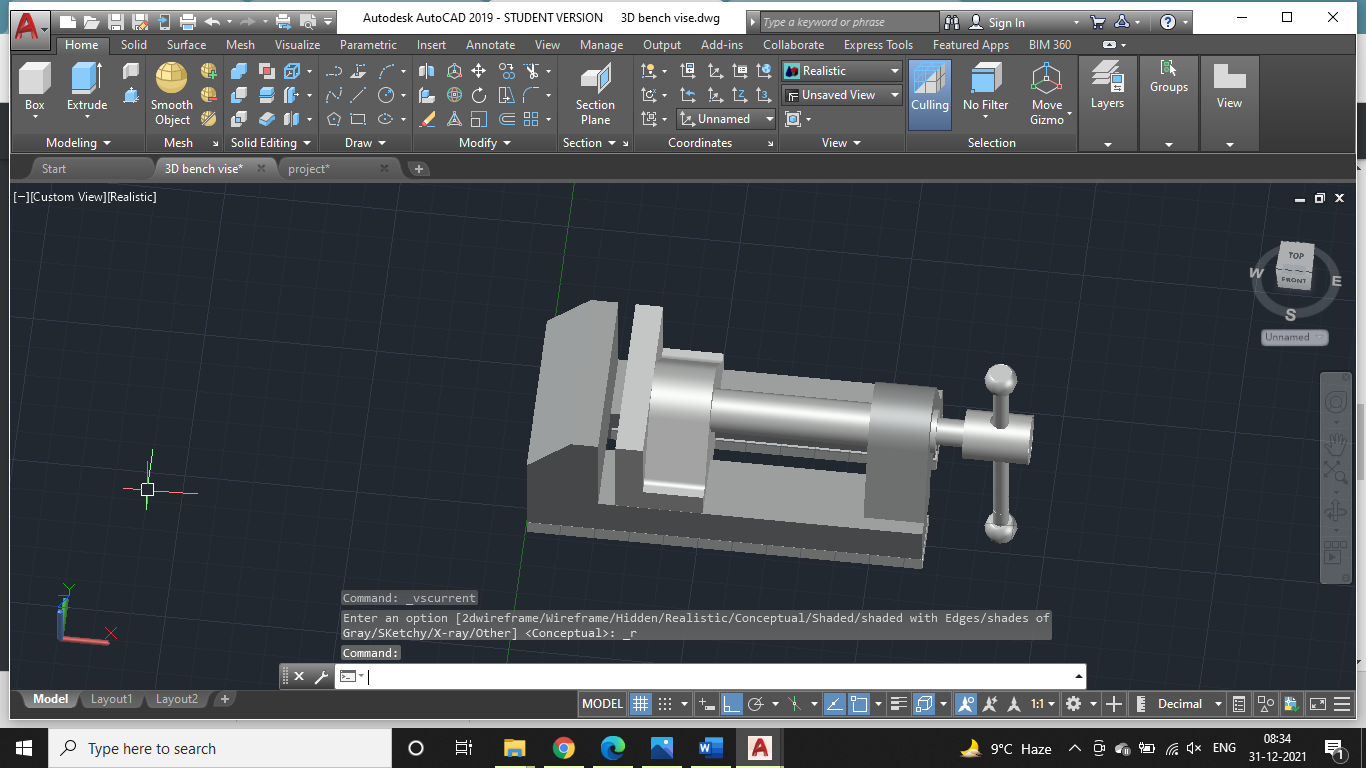 Autodesk AutoCAD 2019 - STUDENT VERSION 3D bench vise.dwg
Type a keyword or phrase
Sign In
Home Solid Surface Mesh Visualize Parametric Insert Annotate View Manage Output Add-ins Collaborate Express Tools Featured Apps BIM 360
Box
Extrude
Smooth
Object
Section
Plane
Unnamed
Realistic
Unsaved View
Culling
No Filter
Move
Gizmo
Layers
Groups
View
Modeling
Mesh
Solid Editing
Draw
Modify
Section
Coordinates
View
Selection
Start
3D bench vise*
project*
[−][Custom View][Realistic]
TOP
FRONT
W
E
S
Unnamed
Y
X
Command: _vscurrent
Enter an option [2dwireframe/Wireframe/Hidden/Realistic/Conceptual/Shaded/shaded with Edges/shades of
Gray/SKetchy/X-ray/Other] <Conceptual>: _r
Command:
Model Layout1 Layout2
MODEL
1:1
Decimal
Type here to search
9°C Haze
ENG
08:34
31-12-2021
1